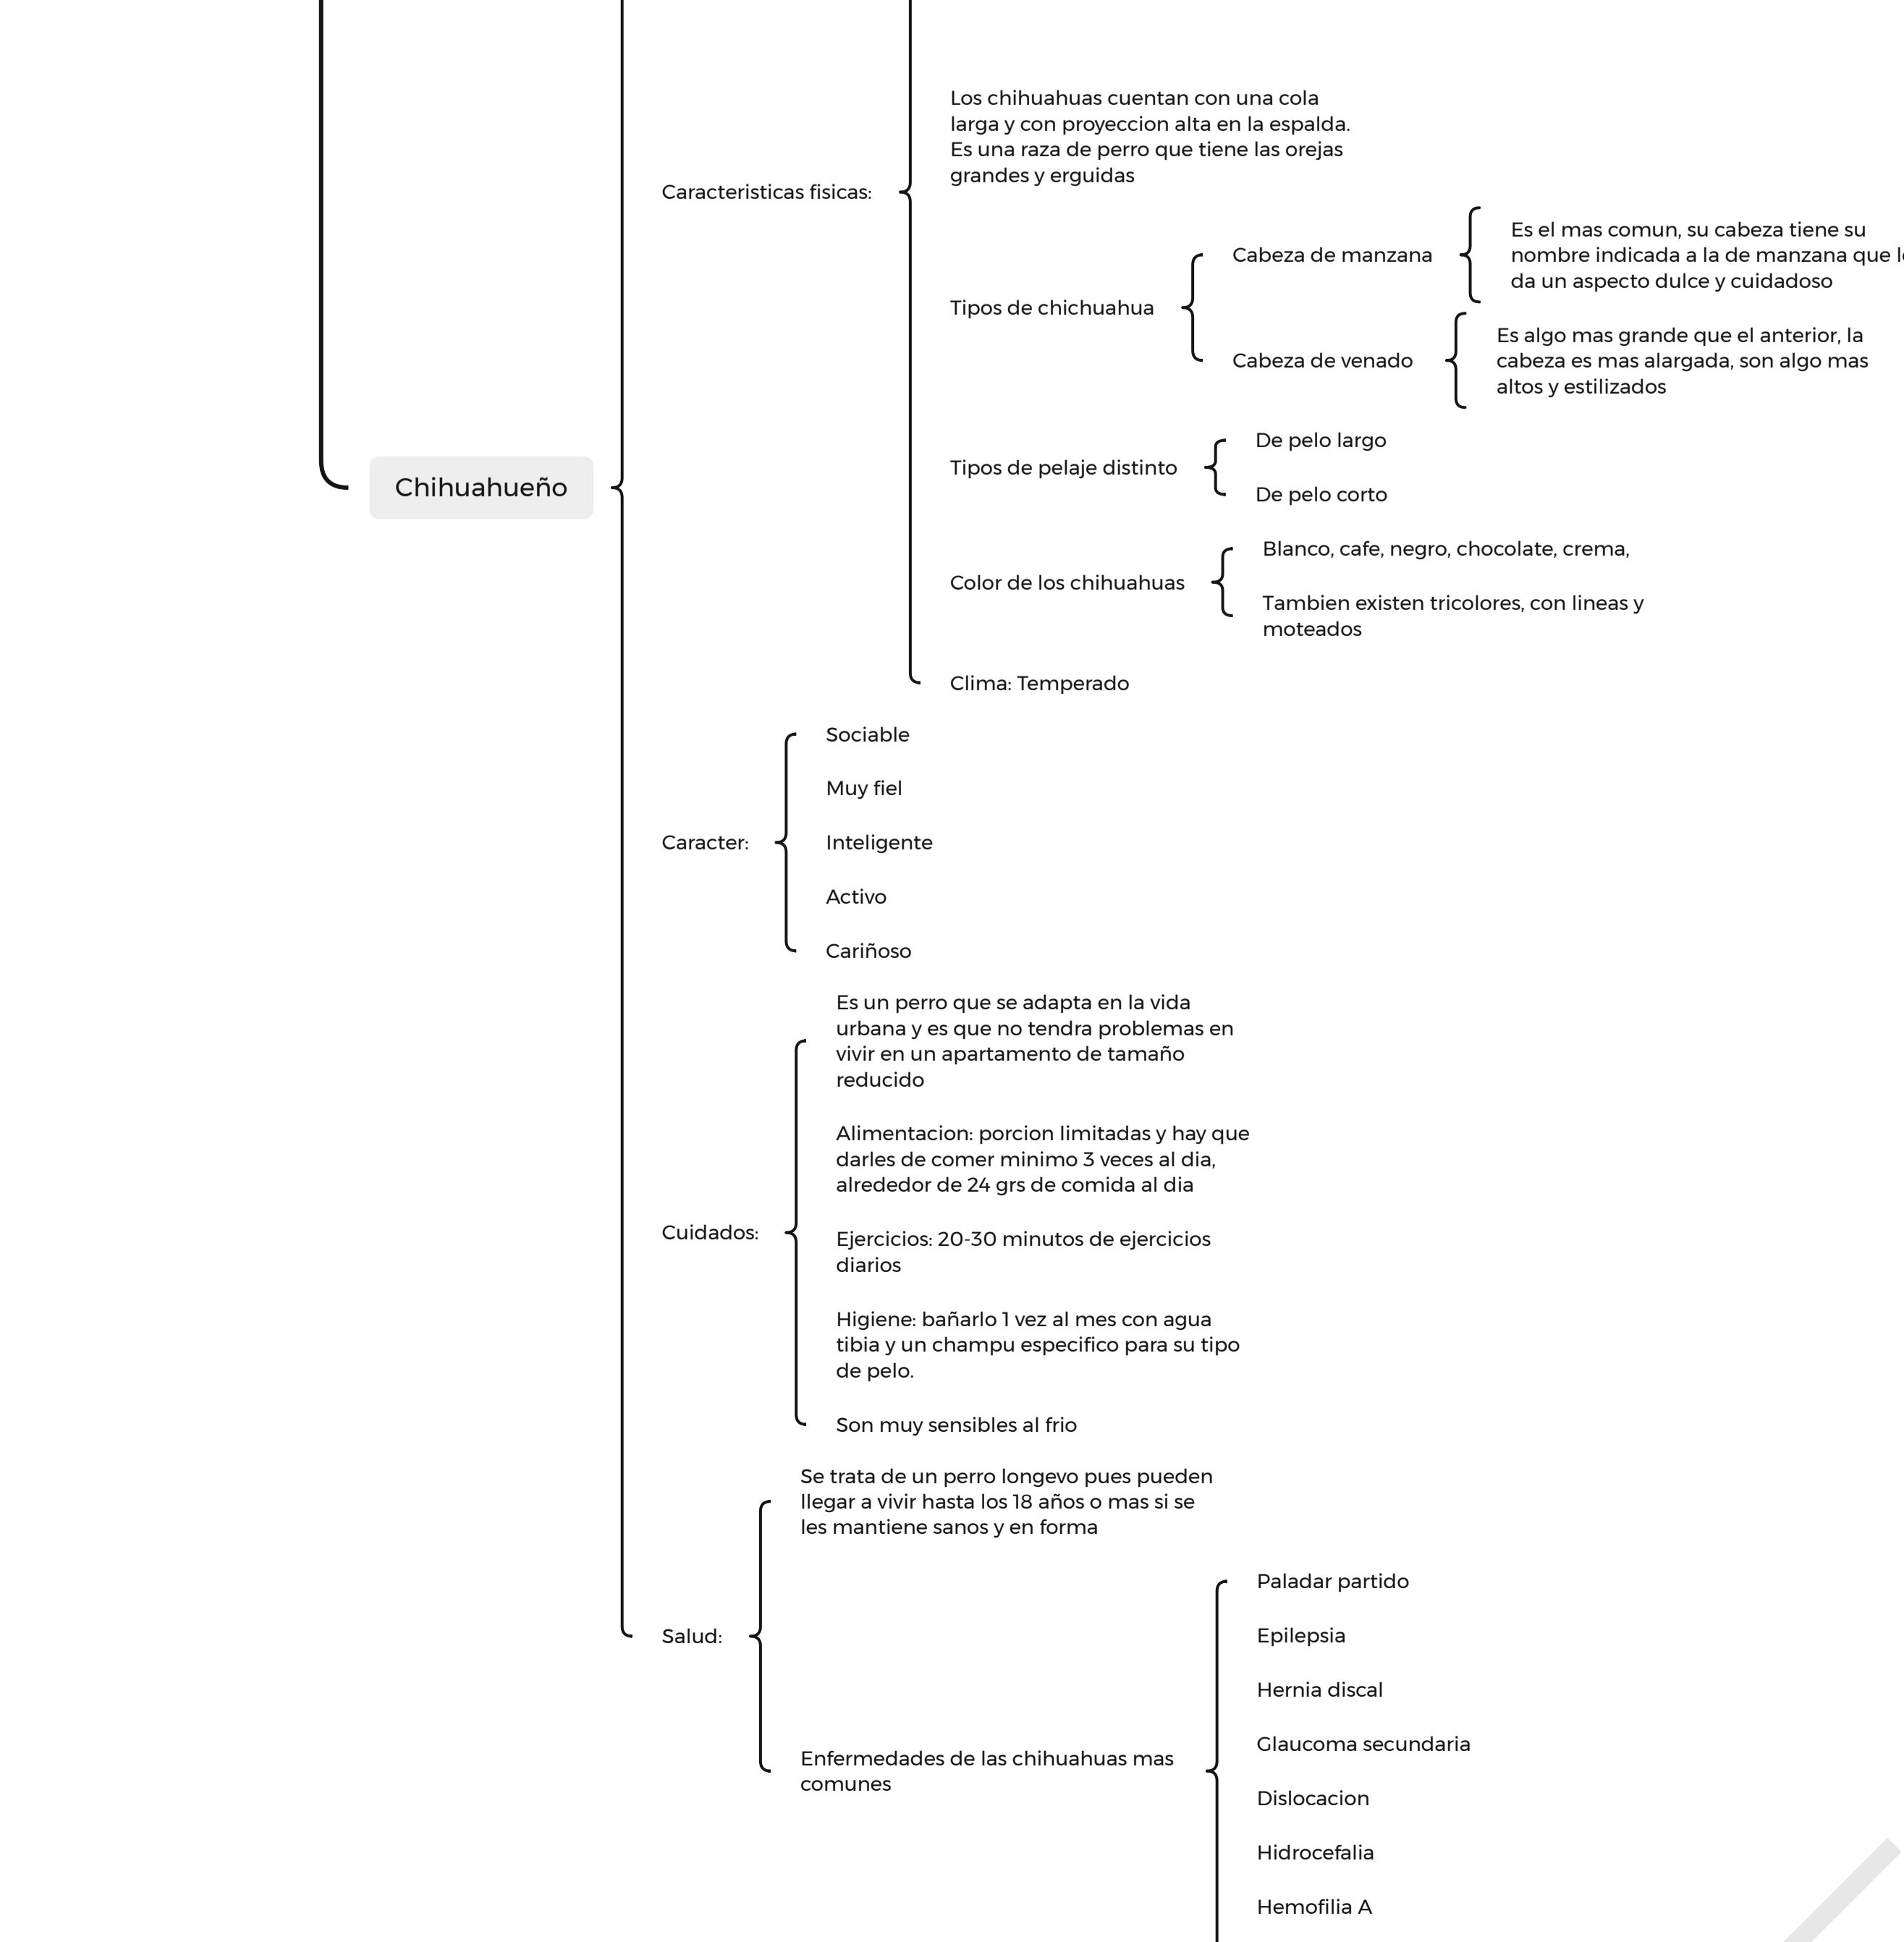 Los chihuahuas cuentan con una cola
larga y con proyeccion alta en la espalda.
Es una raza de perro que tiene las orejas
grandes y erguidas
Caracteristicas fisicas:
Es el mas comun, su cabeza tiene su
nombre indicada a la de manzana que
da un aspecto dulce y cuidadoso
Cabeza de manzana
Tipos de chichuahua
Es algo mas grande que el anterior, la
cabeza es mas alargada, son algo mas
altos y estilizados
Cabeza de venado
De pelo largo
Tipos de pelaje distinto
De pelo corto
Chihuahueño
Blanco, cafe, negro, chocolate, crema,
Color de los chihuahuas
Tambien existen tricolores, con lineas y
moteados
Clima: Temperado
Sociable
Muy fiel
Caracter:
Inteligente
Activo
Cariñoso
Es un perro que se adapta en la vida
urbana y es que no tendra problemas en
vivir en un apartamento de tamaño
reducido
Alimentacion: porcion limitadas y hay que
darles de comer minimo 3 veces al dia,
alrededor de 24 grs de comida al dia
Cuidados:
Ejercicios: 20-30 minutos de ejercicios
diarios
Higiene: bañarlo 1 vez al mes con agua
tibia y un champu especifico para su tipo
de pelo.
Son muy sensibles al frio
Se trata de un perro longevo pues pueden
llegar a vivir hasta los 18 años o mas si se
les mantiene sanos y en forma
Salud:
Enfermedades de las chihuahuas mas
comunes
Paladar partido
Epilepsia
Hernia discal
Glaucoma secundaria
Dislocacion
Hidrocefalia
Hemofilia A